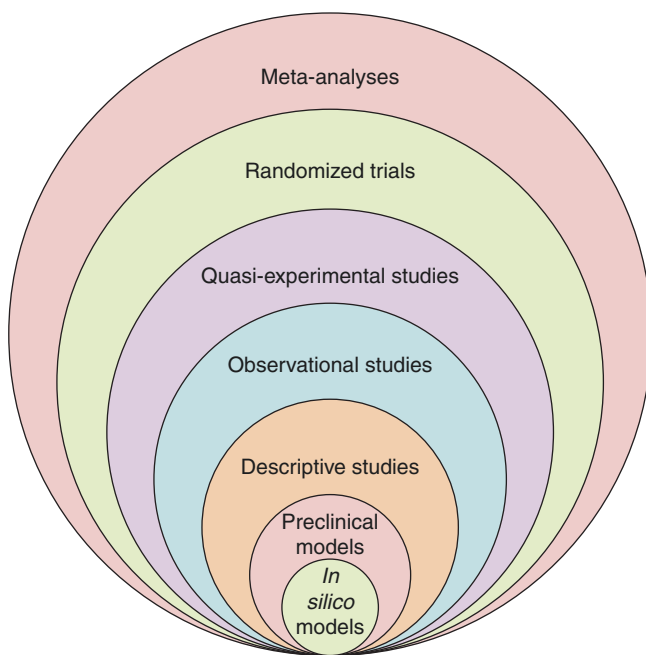 Meta-analyses
Randomized trials
Quasi-experimental studies
Observational studies
Descriptive studies
Preclinical
models
In
silico
models